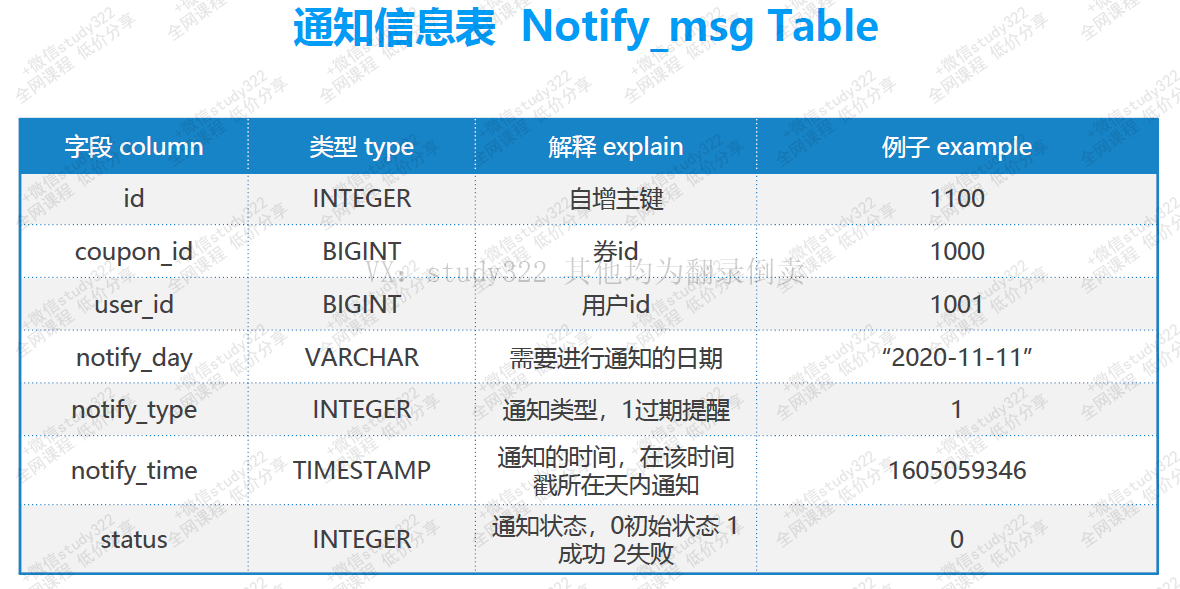 通知信息表 Notify_msg Table
字段 column 类型 type 解释 explain 例子 example
id INTEGER 自增主键 1100
coupon_id BIGINT 券id 1000
VX：study322 其他均为翻录倒卖
user_id BIGINT 用户id 1001
notify_day VARCHAR 需要进行通知的日期 “2020-11-11”
notify_type INTEGER 通知类型，1过期提醒 1
notify_time TIMESTAMP 通知的时间，在该时间
戳所在天内通知 1605059346
status INTEGER 通知状态，0初始状态 1
成功 2失败 0
+微信study322
全网课程 低价分享